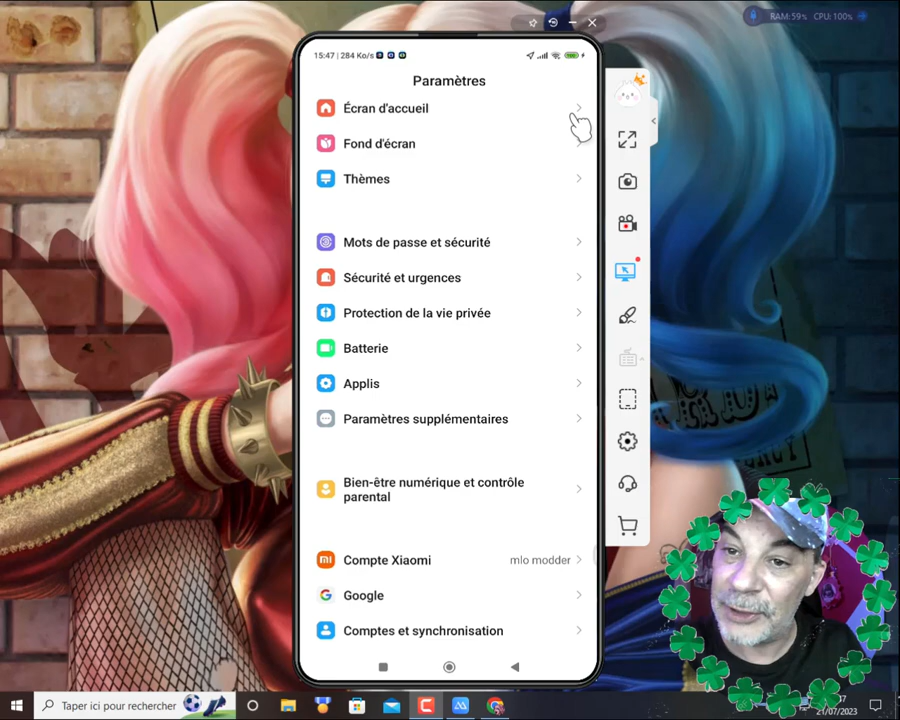 RAM:59% CPU:100%
15:47 | 284 Ko/s
Paramètres
Écran d'accueil
Fond d'écran
Thèmes
Mots de passe et sécurité
Sécurité et urgences
Protection de la vie privée
Batterie
Applis
Paramètres supplémentaires
Bien-être numérique et contrôle
parental
Compte Xiaomi mlo modder
Google
Comptes et synchronisation
Taper ici pour rechercher
21/07/2023